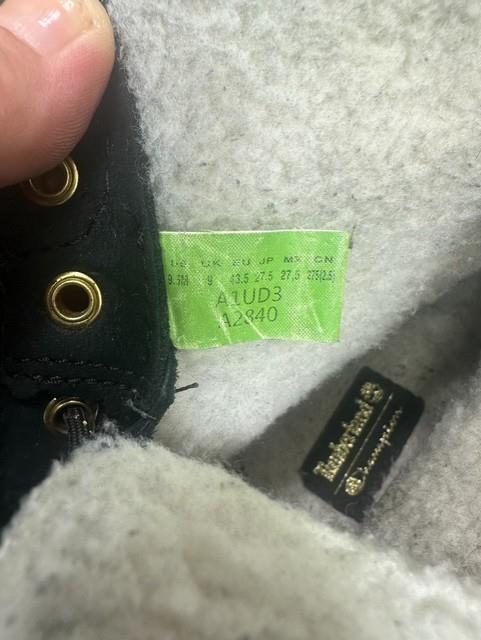 US UK EU JP MX CN
9.5M 9 43.5 27.5 27.5 275(2.5)
A1UD3
A2840
Timberland
Champion